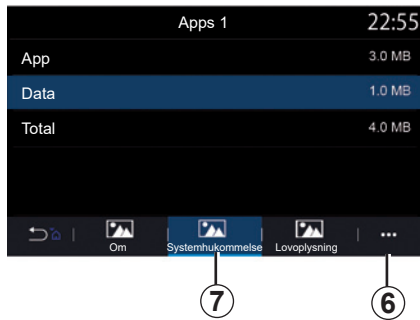 Apps 1 22:55
App 3.0 MB
Data 1.0 MB
Total 4.0 MB
Om Systemhukommelse Lovoplysning •••
7 6